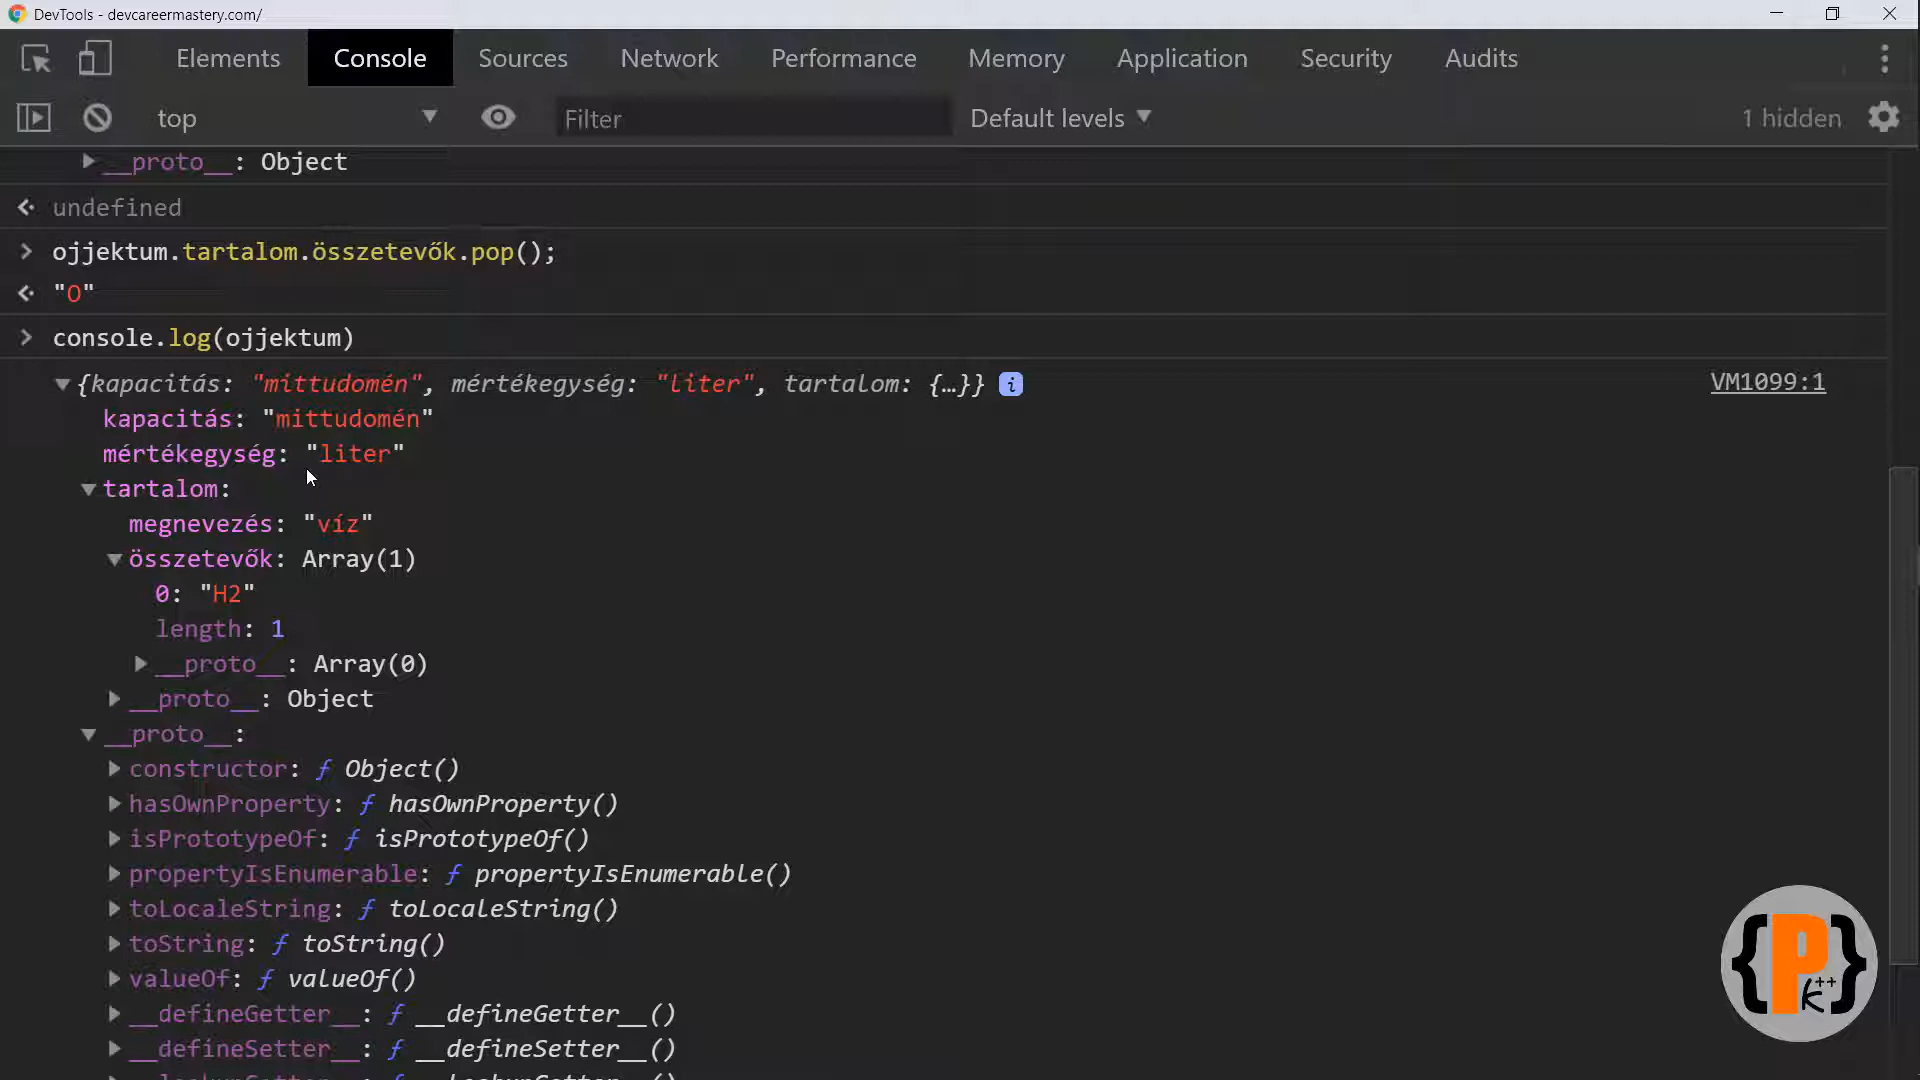 DevTools - devcareermastery.com/
Elements Console Sources Network Performance Memory Application Security Audits
top Filter Default levels 1 hidden
__proto__: Object
undefined
ojjektum.tartalom.összetevők.pop();
"O"
console.log(ojjektum)
{kapacitás: "mittudomén", mértékegység: "liter", tartalom: {…}} i VM1099:1
kapacitás: "mittudomén"
mértékegység: "liter"
tartalom:
megnevezés: "víz"
összetevők: Array(1)
0: "H2"
length: 1
__proto__: Array(0)
__proto__: Object
__proto__:
constructor: ƒ Object()
hasOwnProperty: ƒ hasOwnProperty()
isPrototypeOf: ƒ isPrototypeOf()
propertyIsEnumerable: ƒ propertyIsEnumerable()
toLocaleString: ƒ toLocaleString()
toString: ƒ toString()
valueOf: ƒ valueOf()
__defineGetter__: ƒ __defineGetter__()
__defineSetter__: ƒ __defineSetter__()
{Pk++}